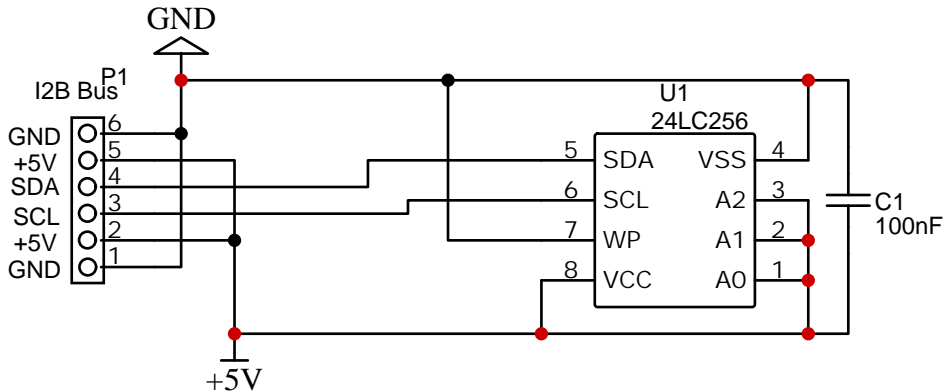 GND
P1
I2B Bus
GND 6
+5V 5
SDA 4
SCL 3
+5V 2
GND 1
+5V
U1
24LC256
5 SDA VSS 4
6 SCL A2 3
7 WP A1 2
8 VCC A0 1
C1
100nF